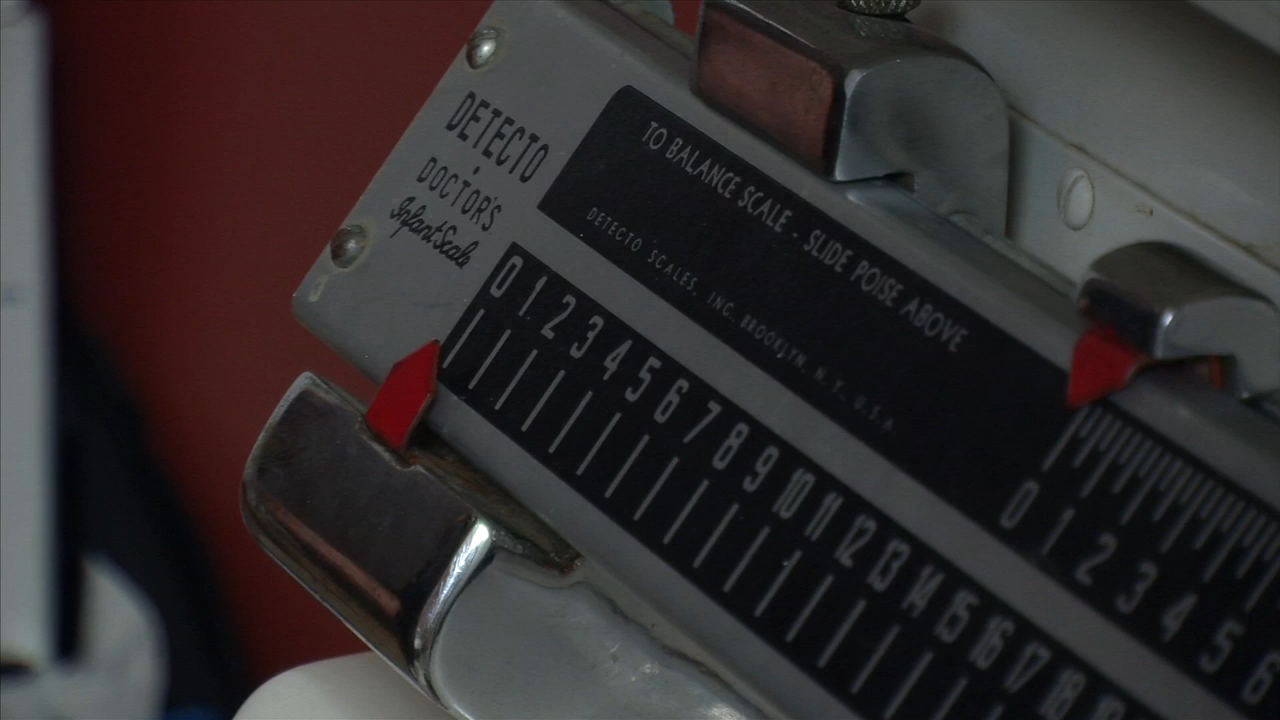 DETECTO
DOCTOR'S
Infant Scale
TO BALANCE SCALE - SLIDE POISE ABOVE
DETECTO SCALES, INC. BROOKLYN, N.Y., U.S.A.
0 1 2 3 4 5 6 7 8 9 10 11 12 13 14 15 16 17 18 19
0 1 2 3 4 5 6